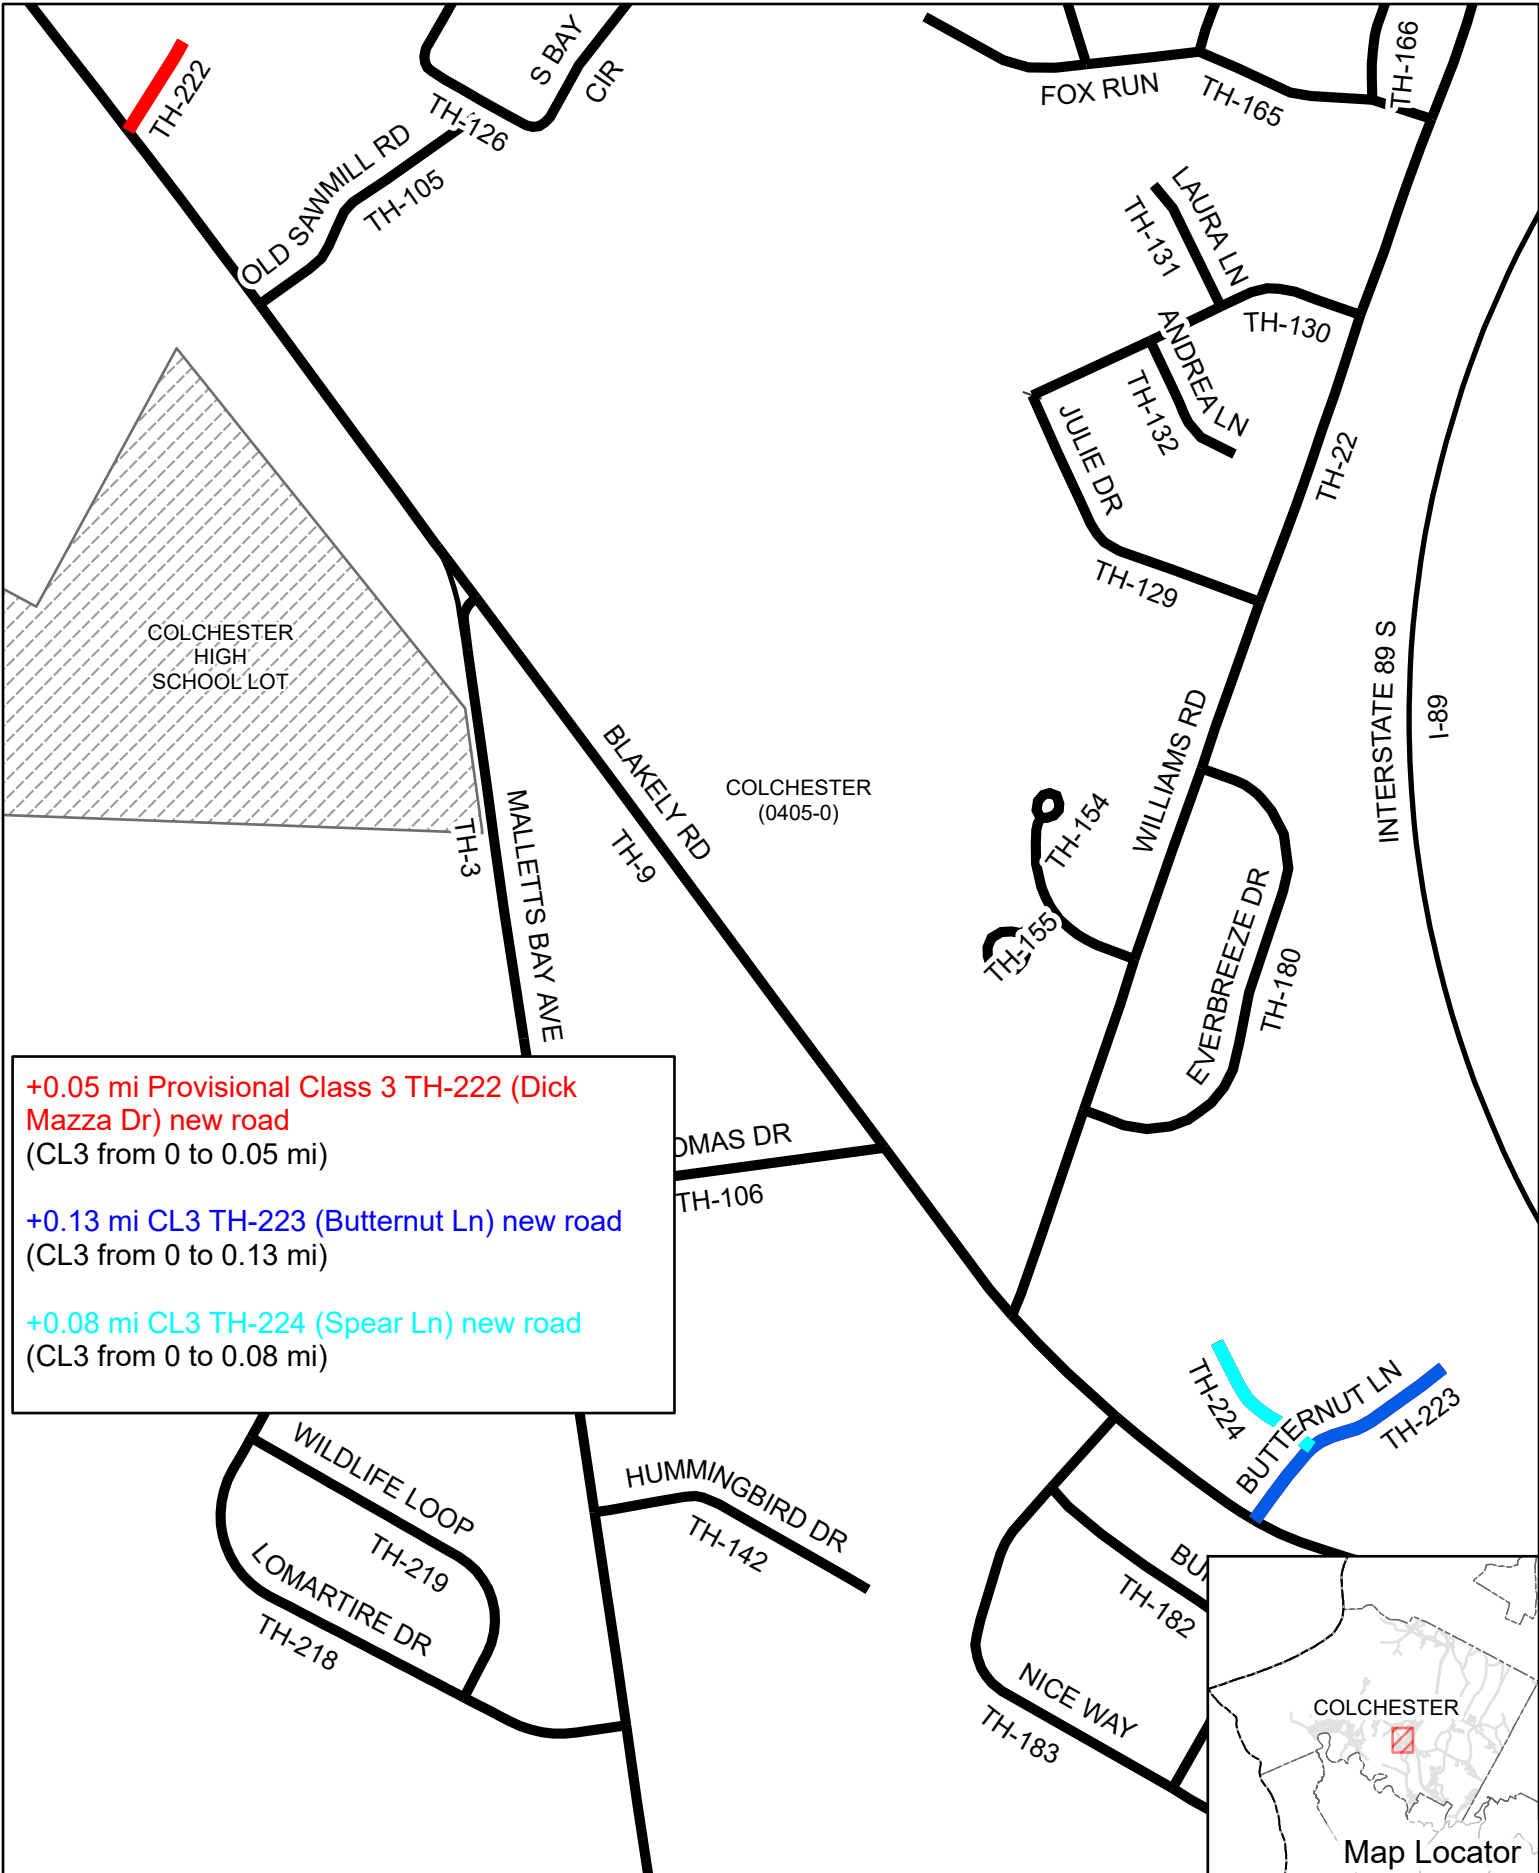 TH-222
S BAY
CIR
TH-126
OLD SAWMILL RD
TH-105
FOX RUN
TH-165
TH-166
LAURA LN
TH-131
TH-130
ANDREA LN
TH-132
JULIE DR
TH-129
TH-22
COLCHESTER
HIGH
SCHOOL LOT
INTERSTATE 89 S
I-89
WILLIAMS RD
BLAKELY RD
TH-9
COLCHESTER
(0405-0)
MALLETTS BAY AVE
TH-3
TH-154
TH-155
EVERBREEZE DR
TH-180
+0.05 mi Provisional Class 3 TH-222 (Dick
Mazza Dr) new road
(CL3 from 0 to 0.05 mi)
+0.13 mi CL3 TH-223 (Butternut Ln) new road
(CL3 from 0 to 0.13 mi)
+0.08 mi CL3 TH-224 (Spear Ln) new road
(CL3 from 0 to 0.08 mi)
OMAS DR
TH-106
TH-224
BUTTERNUT LN
TH-223
WILDLIFE LOOP
TH-219
LOMARTIRE DR
TH-218
HUMMINGBIRD DR
TH-142
BU
TH-182
NICE WAY
TH-183
COLCHESTER
Map Locator